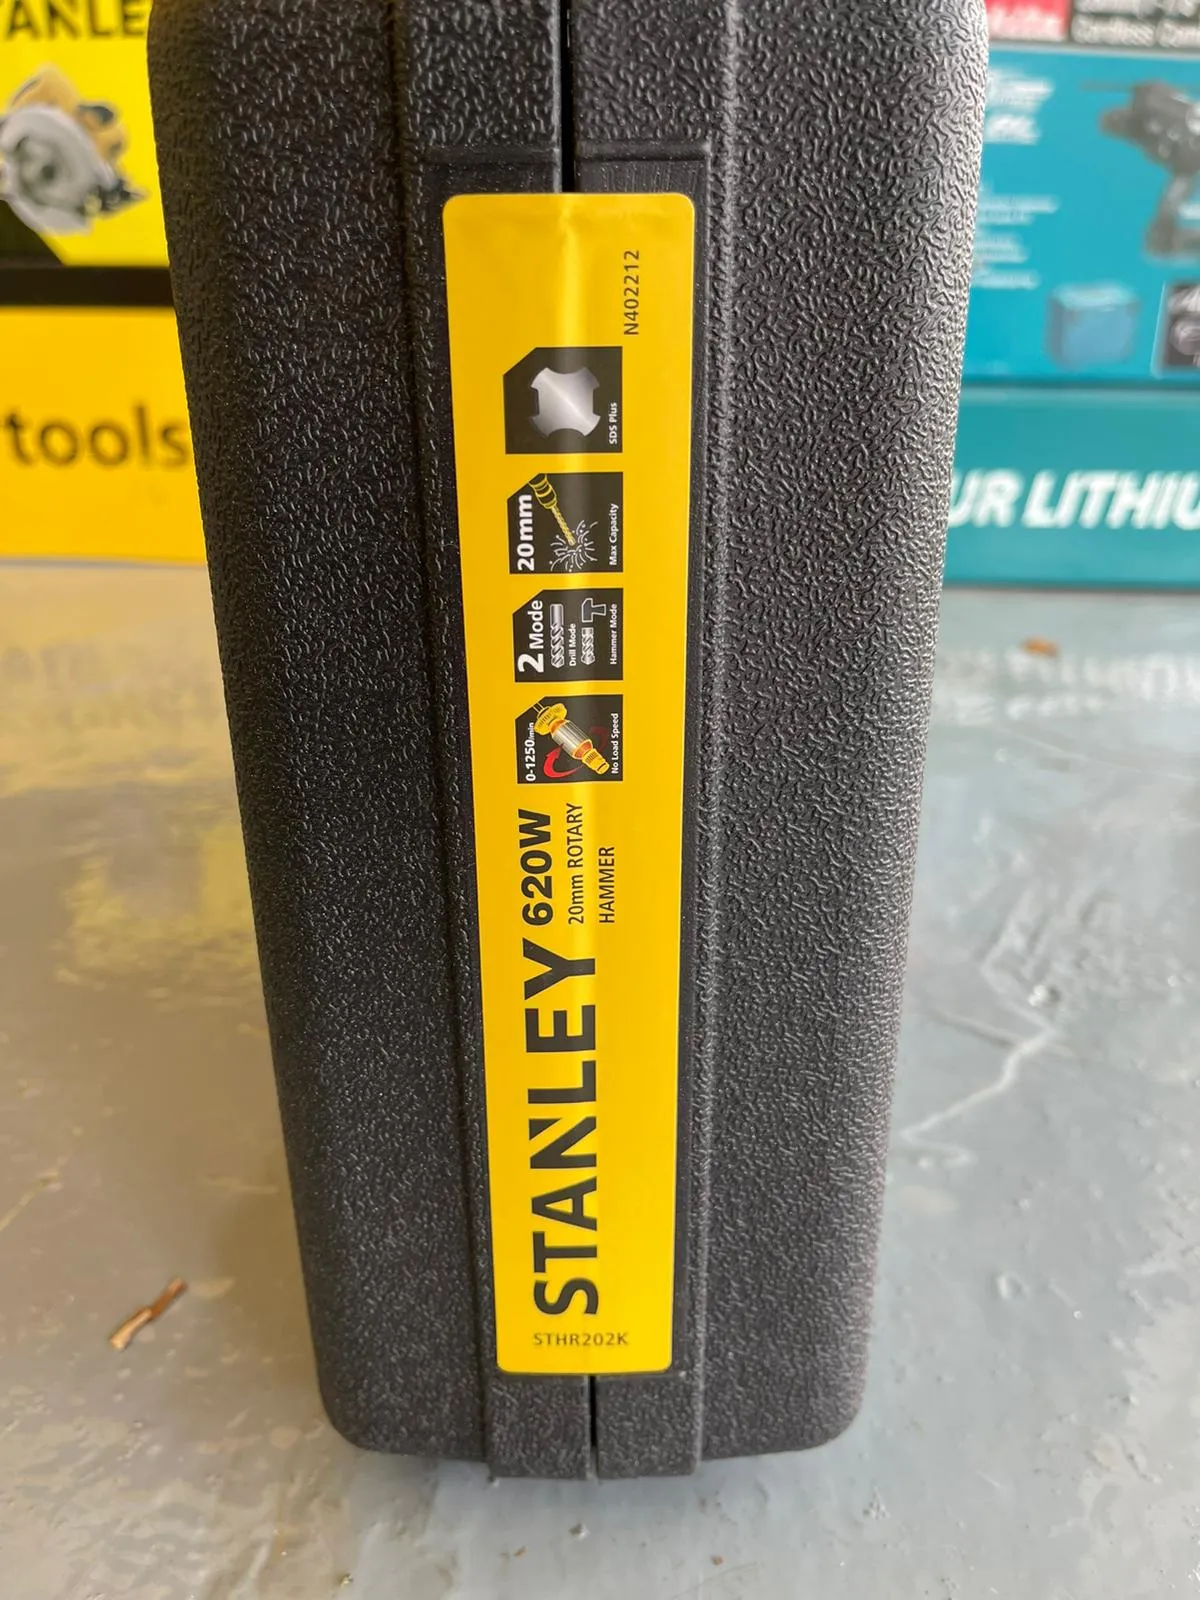 STHR202K
STANLEY
620W
20mm ROTARY
HAMMER
0-1250/min
No Load Speed
2 Mode
Drill Mode
Hammer Mode
20mm
Max Capacity
SDS Plus
N402212
tools
LITHIU